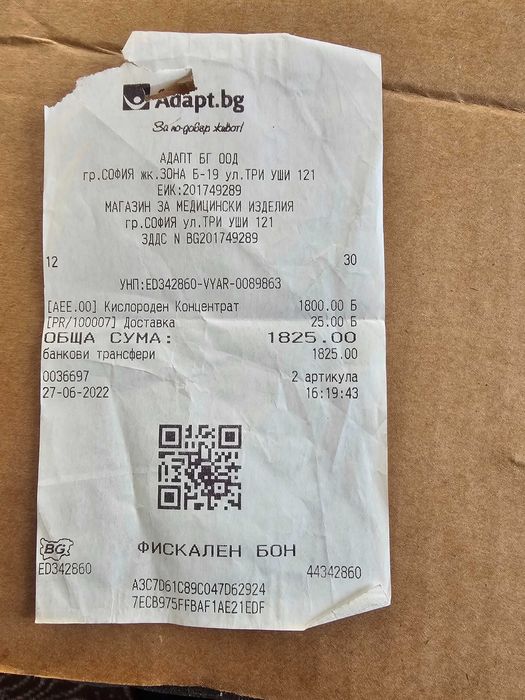 Adapt.bg
За по-добър живот!
АДАПТ БГ ООД
гр.СОФИЯ жк.ЗОНА Б-19 ул.ТРИ УШИ 121
ЕИК:201749289
МАГАЗИН ЗА МЕДИЦИНСКИ ИЗДЕЛИЯ
гр.СОФИЯ ул.ТРИ УШИ 121
ЗДДС N BG201749289
12 30
УНП:ED342860-VYAR-0089863
[AEE.00] Кислороден Концентрат 1800.00 Б
[PR/100007] Доставка 25.00 Б
ОБЩА СУМА: 1825.00
банкови трансфери 1825.00
0036697 2 артикула
27-06-2022 16:19:43
BG
ФИСКАЛЕН БОН
ED342860 44342860
A3C7D61C89C047D62924
7ECB975FFBAF1AE21EDF